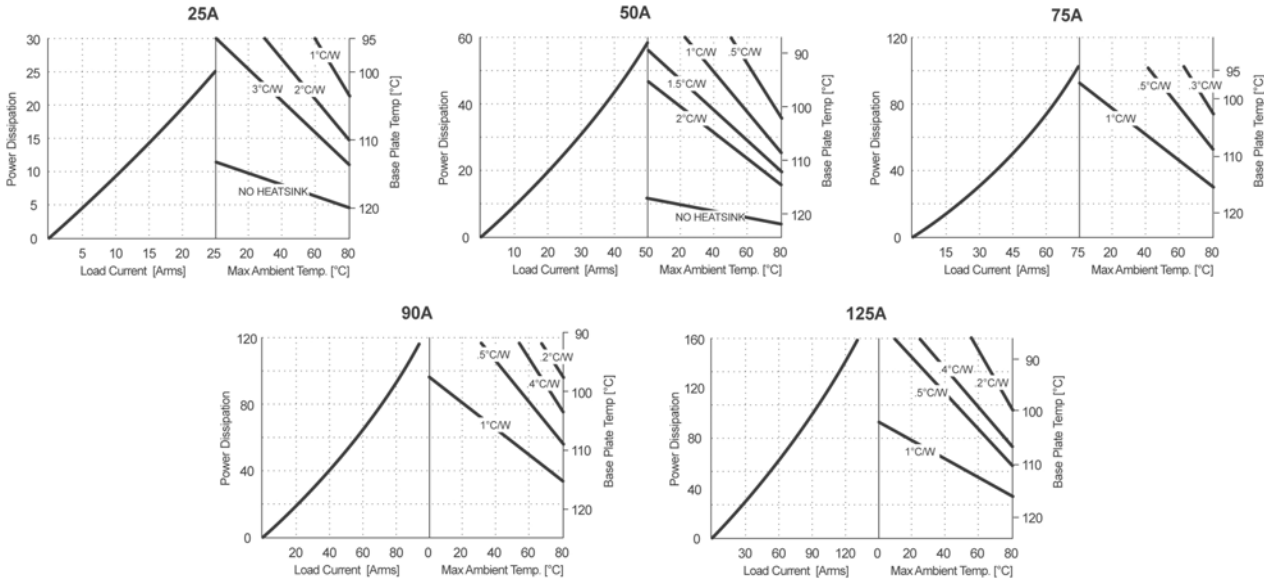 25A
30
25
20
15
10
5
0
Power Dissipation
5 10 15 20 25 20 40 60 80
Load Current [Arms] Max Ambient Temp. [°C]
1°C/W
2°C/W
3°C/W
NO HEATSINK
95
100
110
120
Base Plate Temp [°C]
50A
60
40
20
0
Power Dissipation
10 20 30 40 50 20 40 60 80
Load Current [Arms] Max Ambient Temp. [°C]
.5°C/W
1°C/W
1.5°C/W
2°C/W
NO HEATSINK
90
100
110
120
Base Plate Temp [°C]
75A
120
80
40
0
Power Dissipation
15 30 45 60 75 20 40 60 80
Load Current [Arms] Max Ambient Temp. [°C]
.3°C/W
.5°C/W
1°C/W
95
100
110
120
Base Plate Temp [°C]
90A
120
80
40
0
Power Dissipation
20 40 60 80 0 20 40 60 80
Load Current [Arms] Max Ambient Temp. [°C]
.5°C/W
.2°C/W
.4°C/W
1°C/W
90
100
110
120
Base Plate Temp [°C]
125A
160
120
80
40
0
Power Dissipation
30 60 90 120 0 20 40 60 80
Load Current [Arms] Max Ambient Temp. [°C]
.4°C/W
.2°C/W
.5°C/W
1°C/W
90
100
110
120
Base Plate Temp [°C]